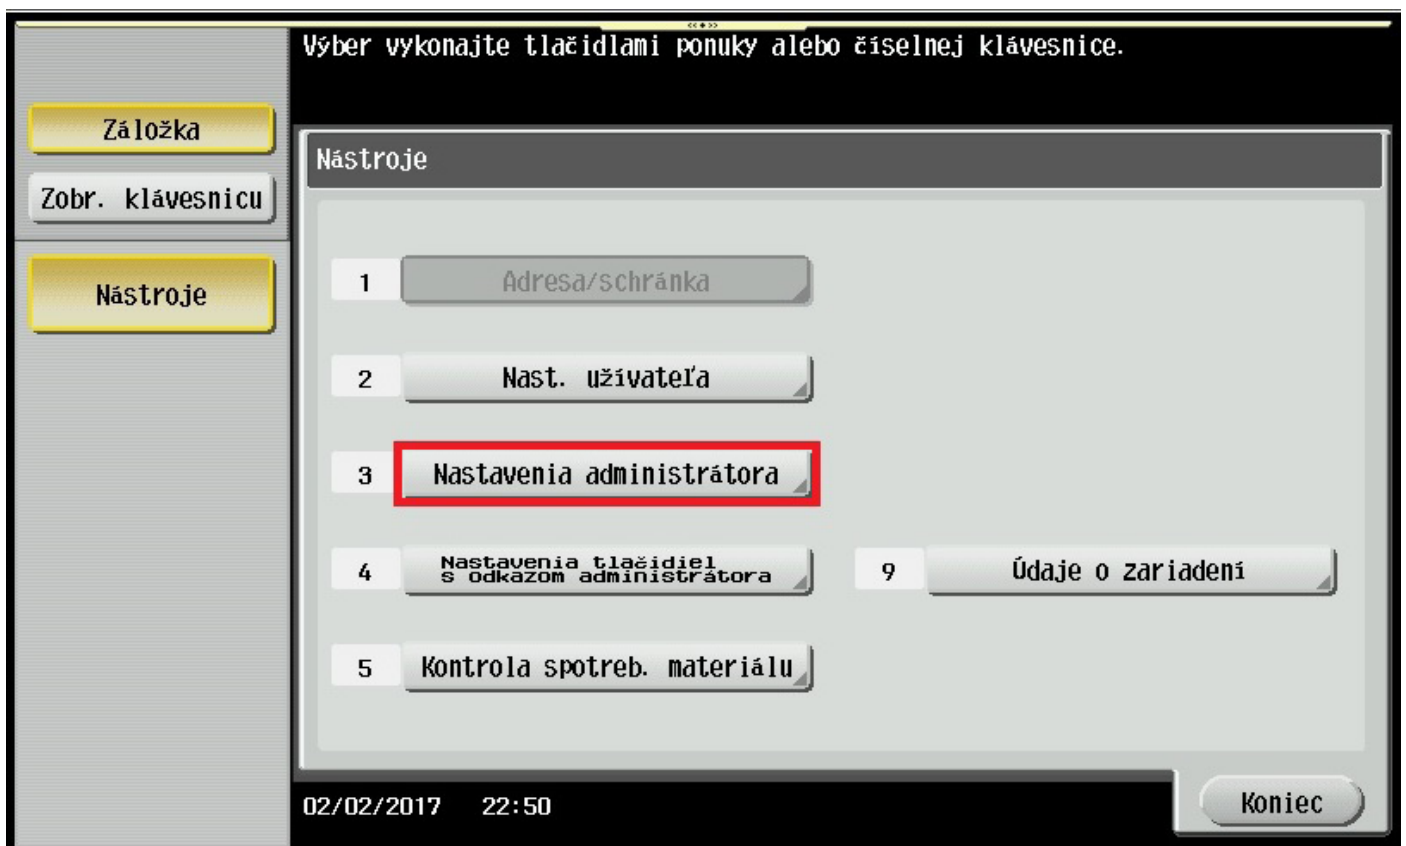 Výber vykonajte tlačidlami ponuky alebo číselnej klávesnice.
Záložka
Zobr. klávesnicu
Nástroje
Nástroje
1 Adresa/schránka
2 Nast. užívateľa
3 Nastavenia administrátora
4 Nastavenia tlačidiel
s odkazom administrátora
9 Údaje o zariadení
5 Kontrola spotreb. materiálu
02/02/2017 22:50
Koniec